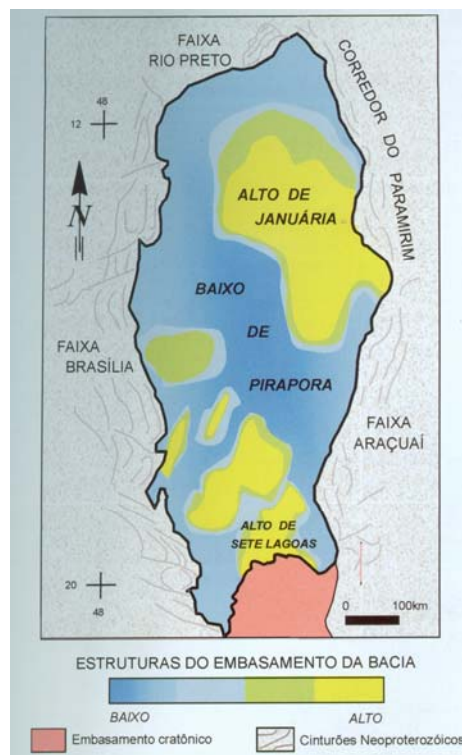 FAIXA
RIO PRETO
CORREDOR DO PARAMIRIM
48
12
N
ALTO DE
JANUÁRIA
BAIXO
DE
PIRAPORA
FAIXA
BRASÍLIA
FAIXA
ARAÇUAÍ
ALTO DE
SETE LAGOAS
20
48
0 100km
ESTRUTURAS DO EMBASAMENTO DA BACIA
BAIXO ALTO
Embasamento cratônico Cinturões Neoproterozóicos